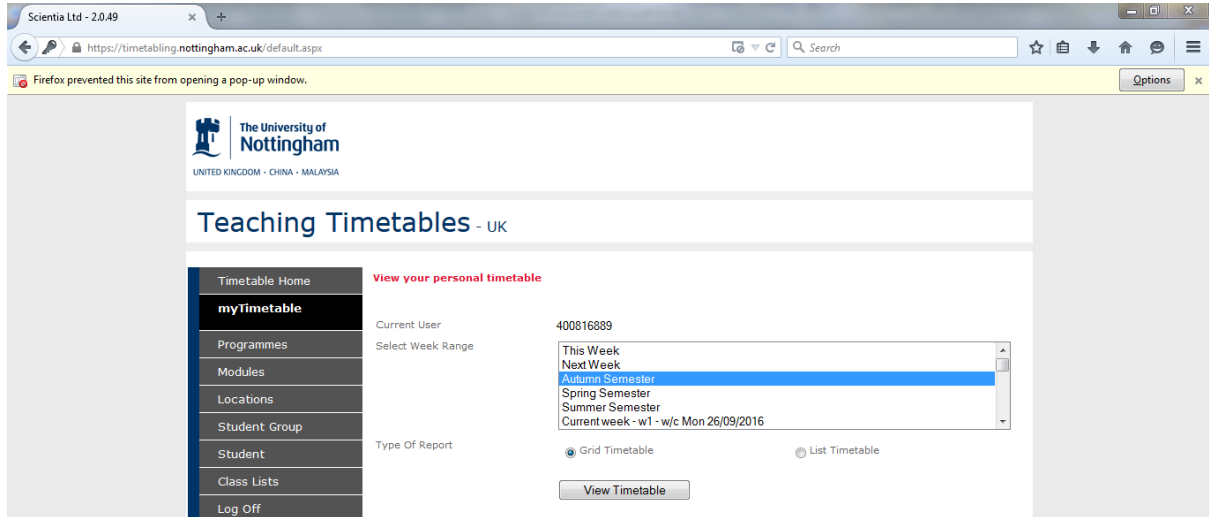 Scientia Ltd - 2.0.49
https://timetabling.nottingham.ac.uk/default.aspx
Search
Firefox prevented this site from opening a pop-up window.
Options
The University of
Nottingham
UNITED KINGDOM · CHINA · MALAYSIA
Teaching Timetables - UK
Timetable Home
myTimetable
Programmes
Modules
Locations
Student Group
Student
Class Lists
Log Off
View your personal timetable
Current User 400816889
Select Week Range
This Week
Next Week
Autumn Semester
Spring Semester
Summer Semester
Current week - w1 - w/c Mon 26/09/2016
Type Of Report
Grid Timetable
List Timetable
View Timetable